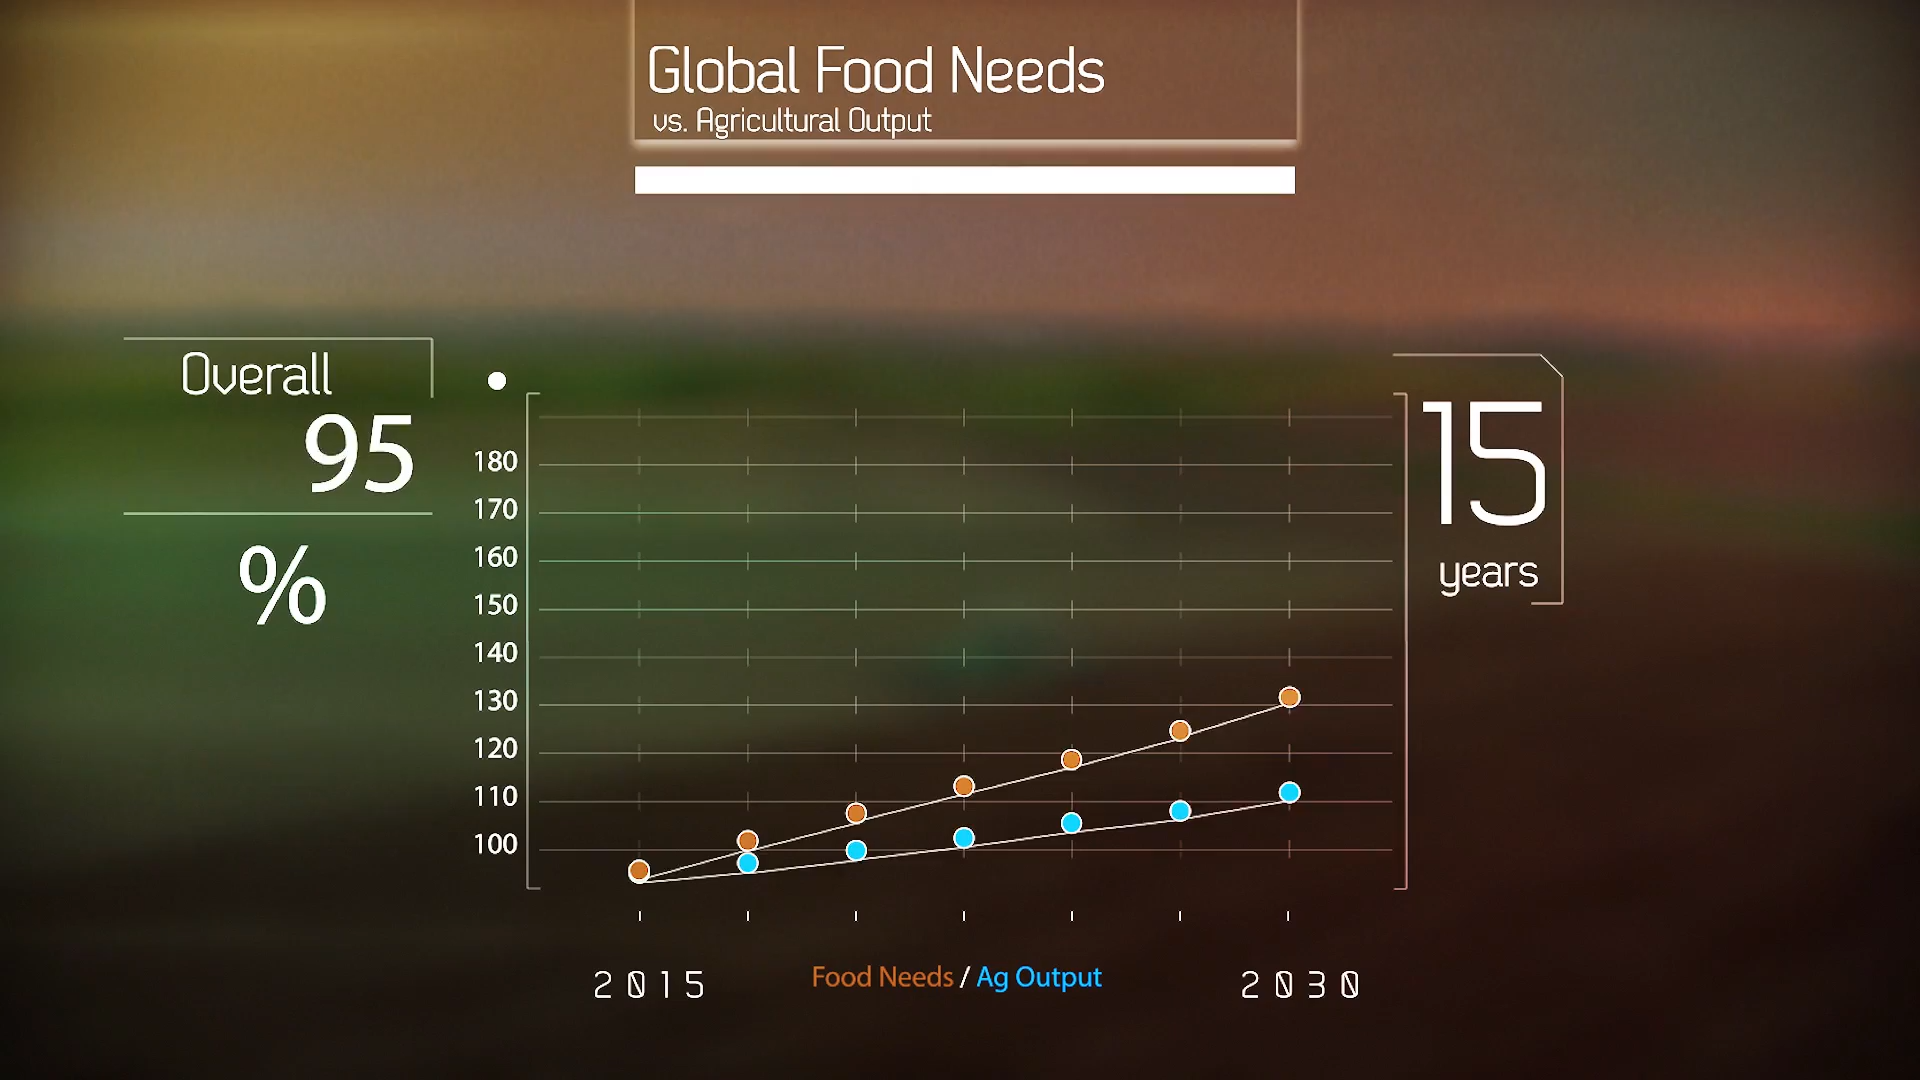 Global Food Needs
vs. Agricultural Output
Overall
95
%
180
170
160
150
140
130
120
110
100
15
years
2015
Food Needs / Ag Output
2030